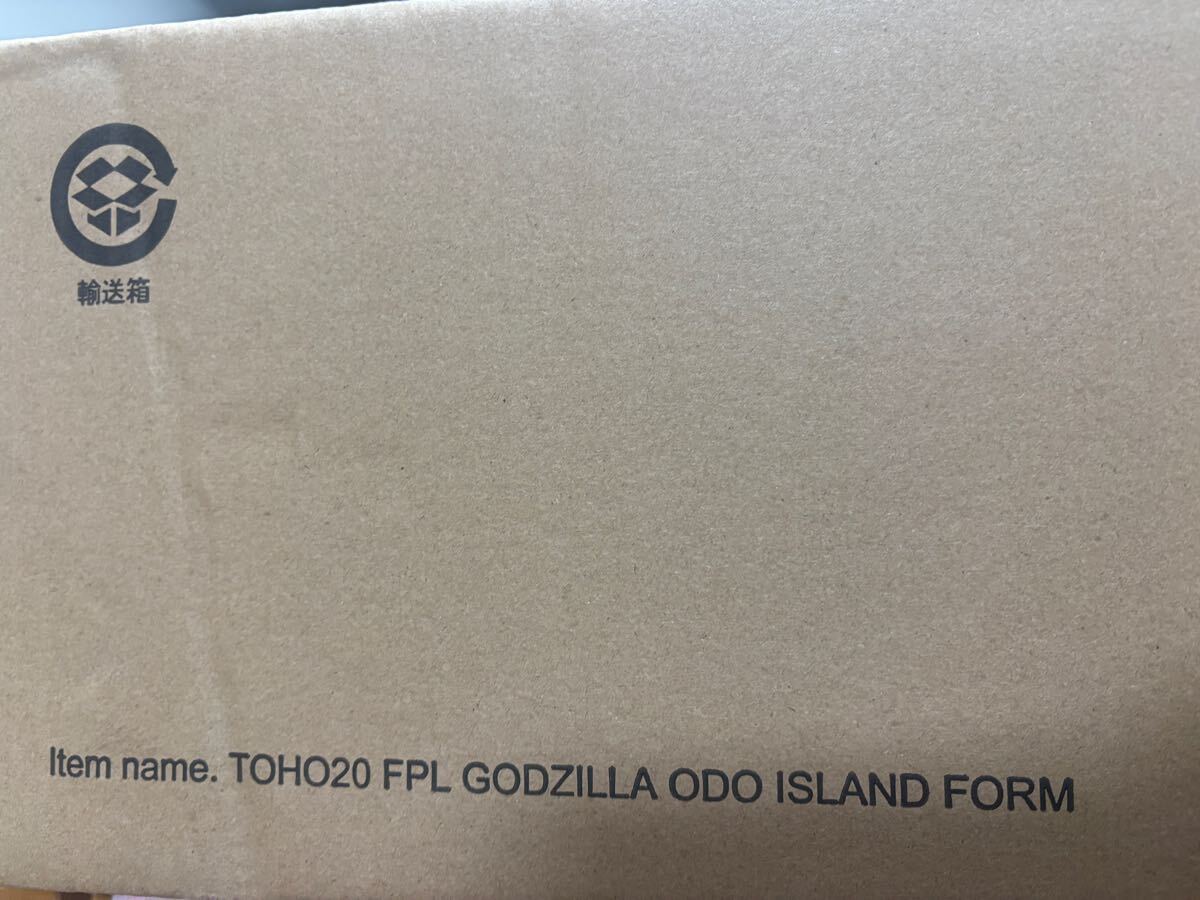 輸送箱
Item name. TOHO20 FPL GODZILLA ODO ISLAND FORM